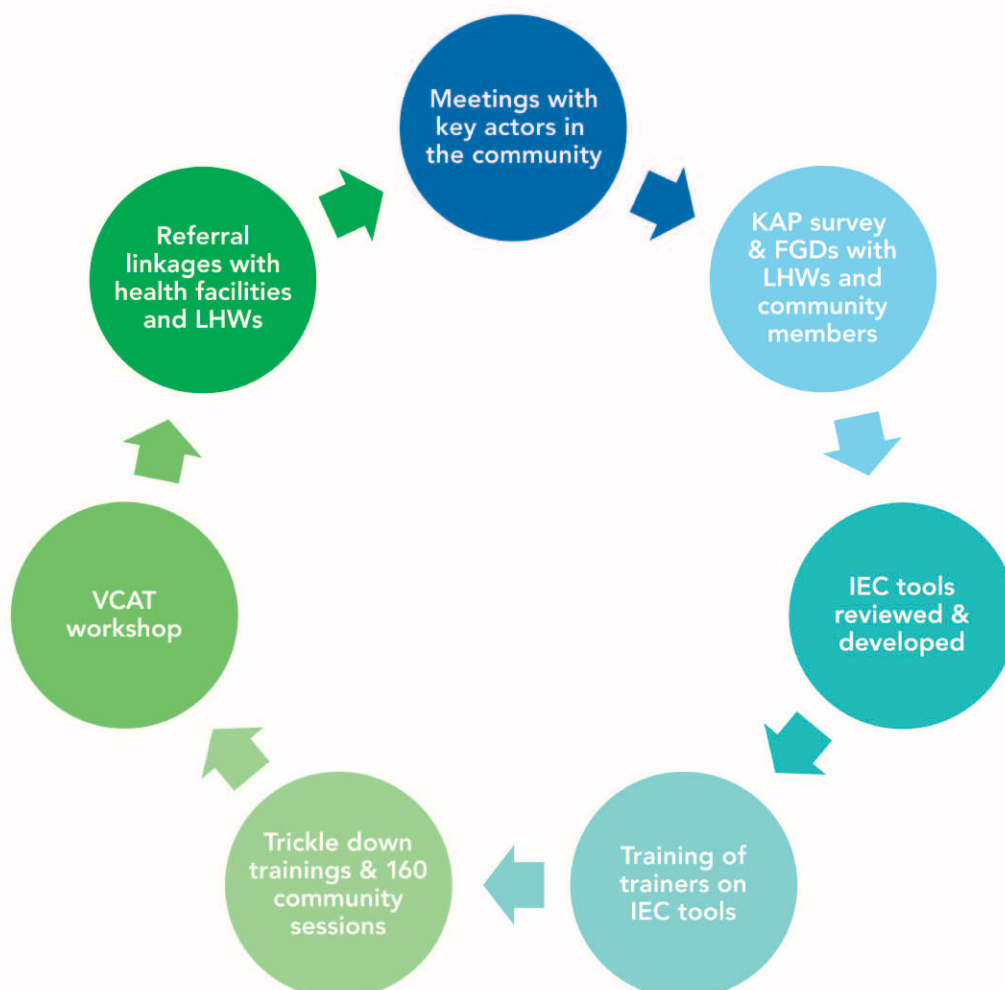 Meetings with
key actors in
the community
KAP survey
& FGDs with
LHWs and
community
members
IEC tools
reviewed &
developed
Training of
trainers on
IEC tools
Trickle down
trainings & 160
community
sessions
VCAT
workshop
Referral
linkages with
health facilities
and LHWs